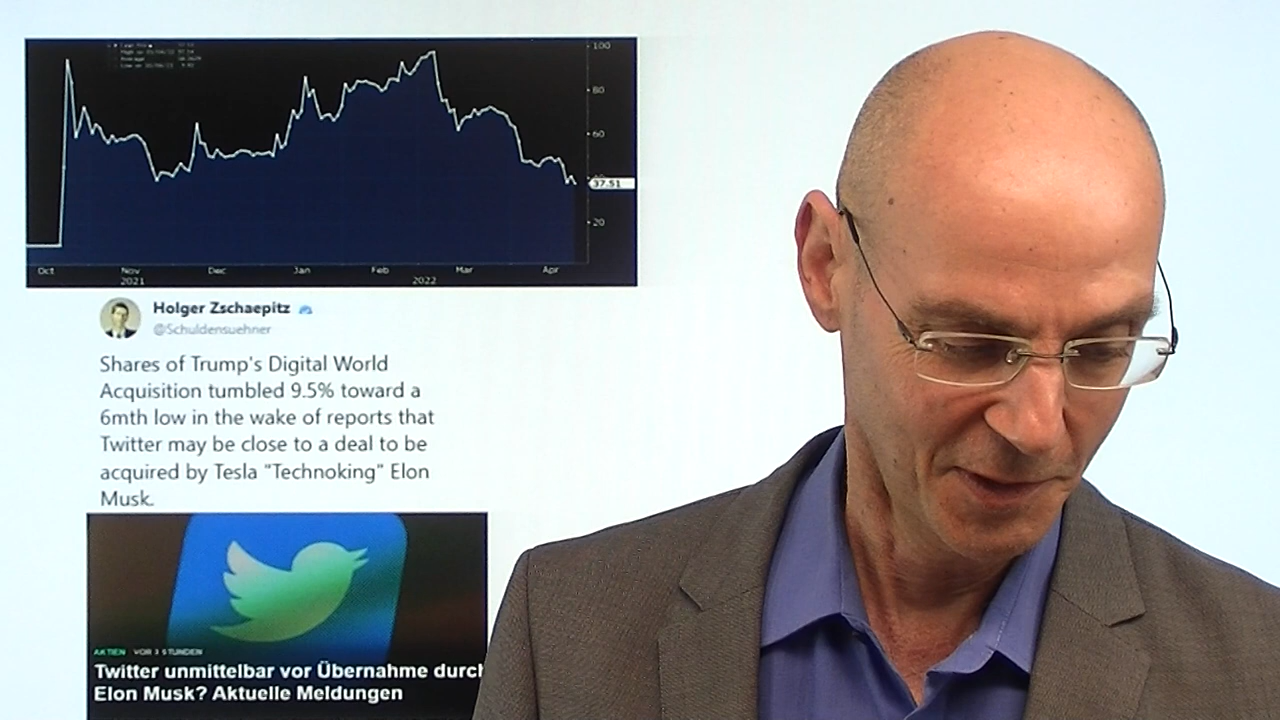 100
80
60
37.51
20
Oct
Nov
Dec
Jan
Feb
Mar
Apr
2021
2022
Holger Zschaepitz
@Schuldensuehner
Shares of Trump's Digital World
Acquisition tumbled 9.5% toward a
6mth low in the wake of reports that
Twitter may be close to a deal to be
acquired by Tesla "Technoking" Elon
Musk.
AKTIEN VOR 3 STUNDEN
Twitter unmittelbar vor Übernahme durch
Elon Musk? Aktuelle Meldungen